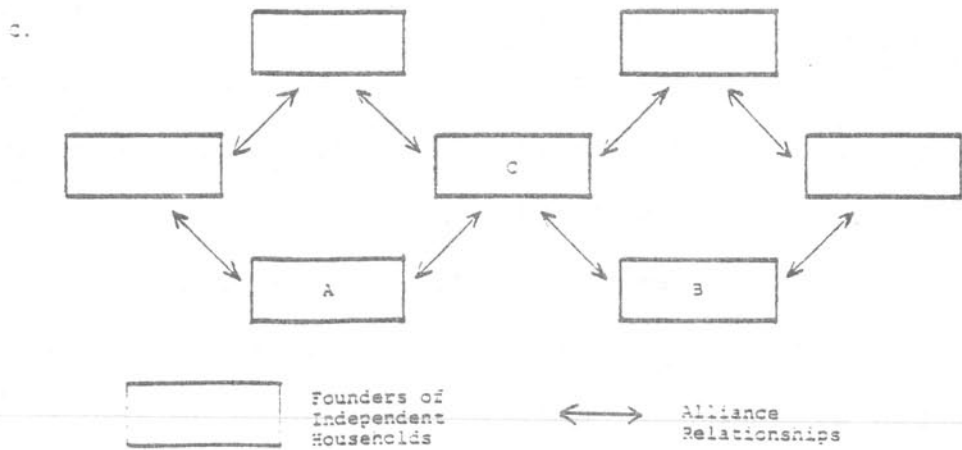 c.
C
A
B
Founders of
Independent
Households
Alliance
Relationships